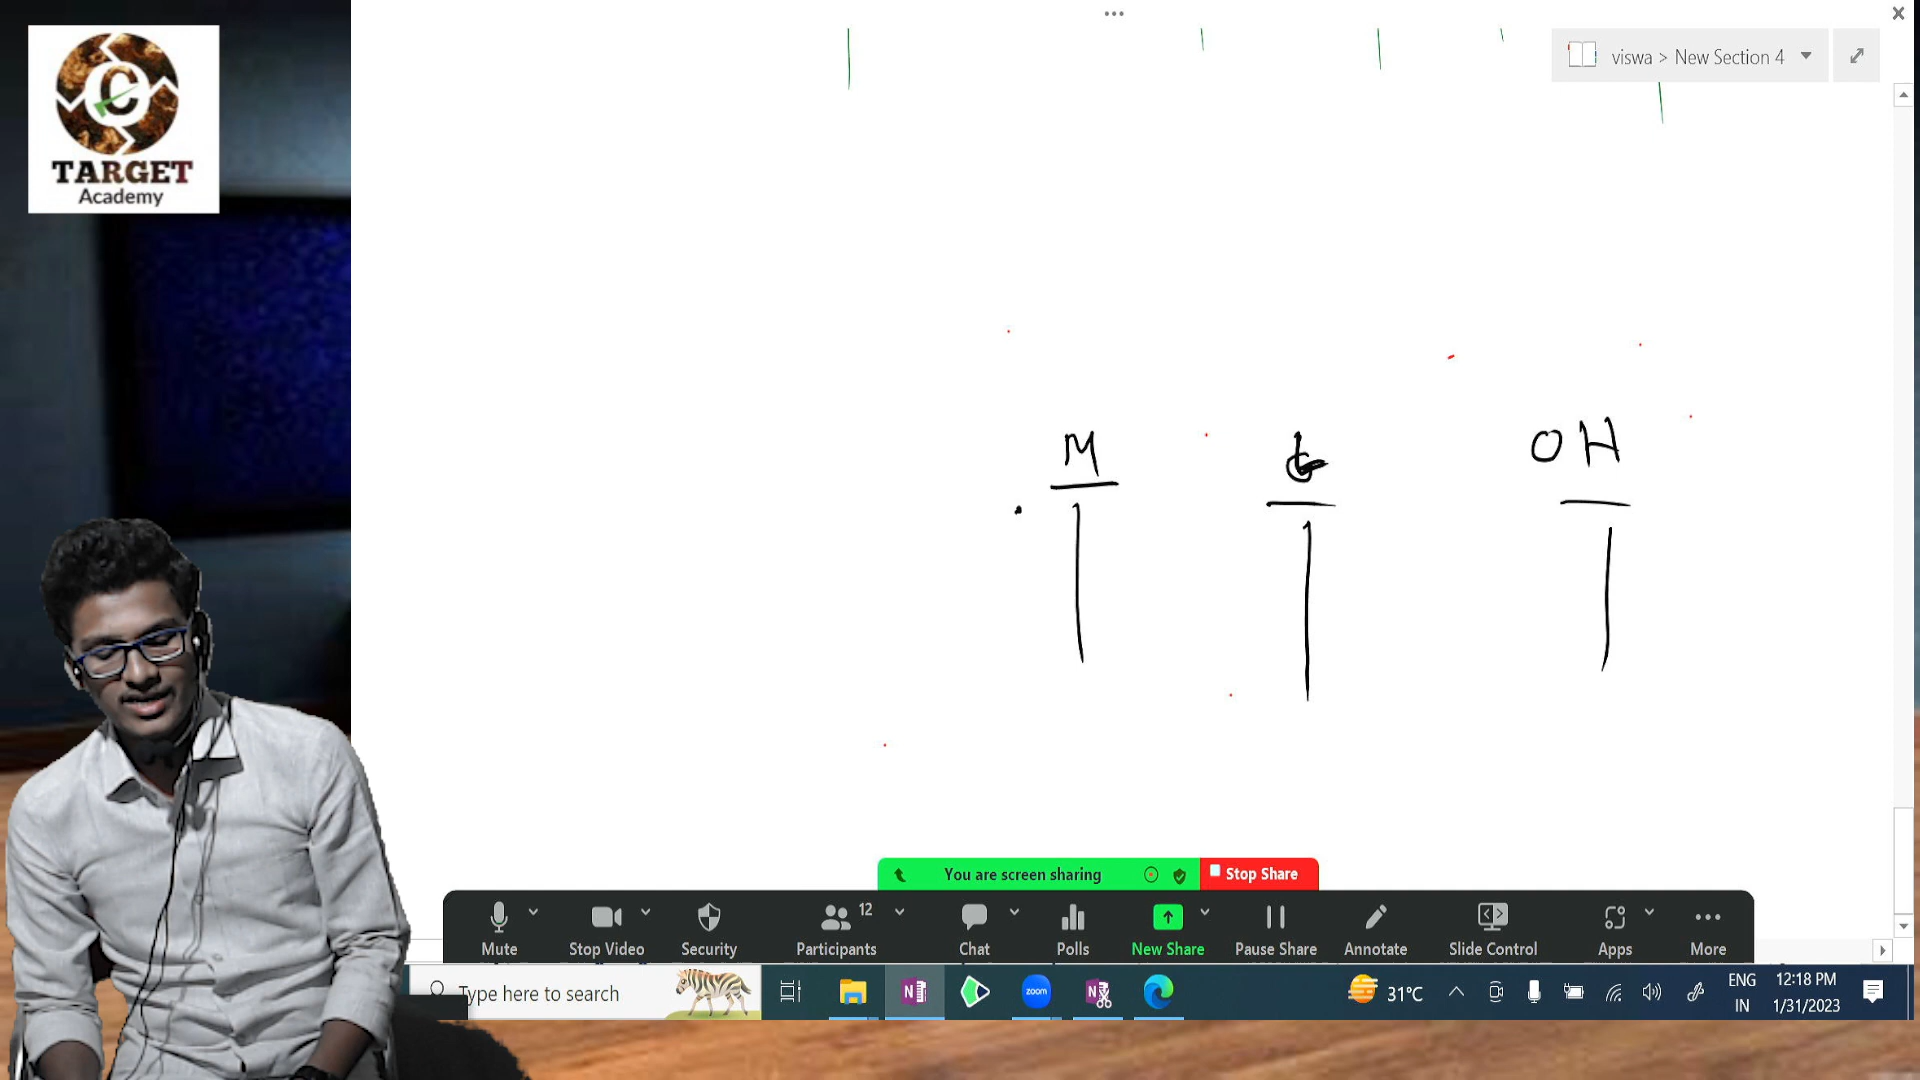 TARGET
Academy
viswa > New Section 4
M
OH
You are screen sharing
Stop Share
Mute
Stop Video
Security
Participants
12
Chat
Polls
New Share
Pause Share
Annotate
Slide Control
Apps
More
Type here to search
zoom
31°C
ENG
IN
12:18 PM
1/31/2023